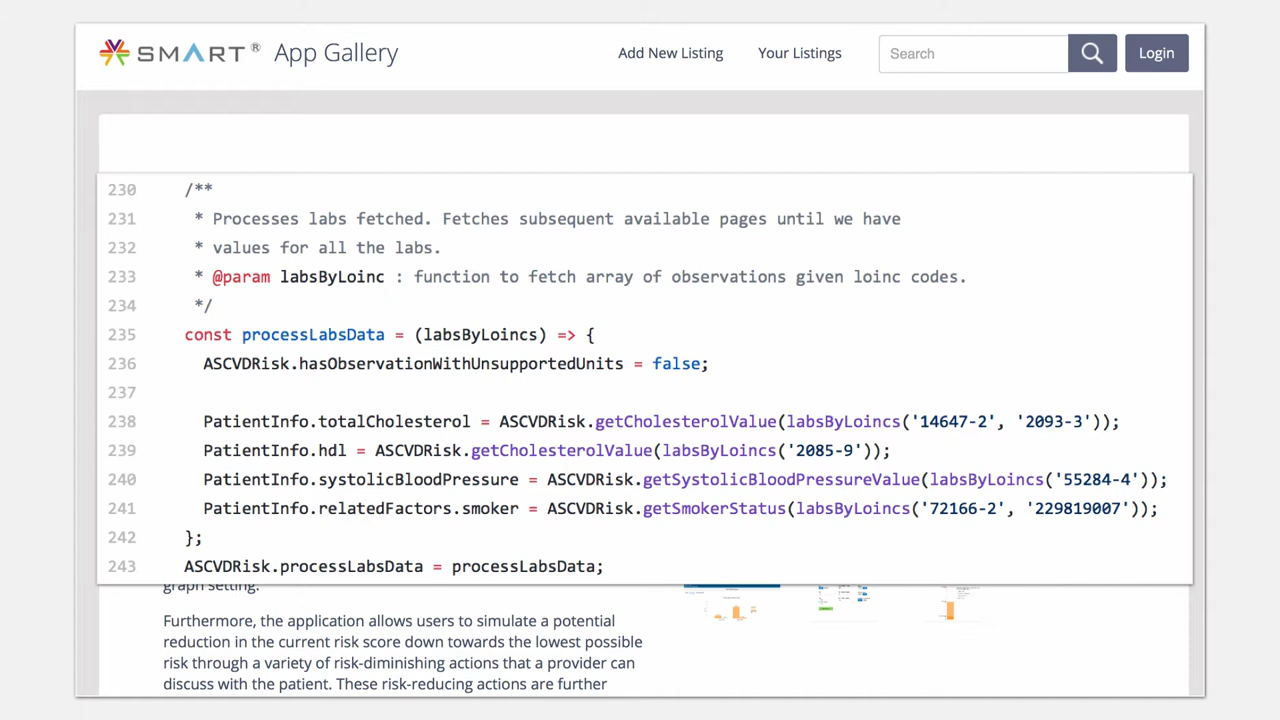 SMART® App Gallery Add New Listing Your Listings Search Login
230 /**
231 * Processes labs fetched. Fetches subsequent available pages until we have
232 * values for all the labs.
233 * @param labsByLoinc : function to fetch array of observations given loinc codes.
234 */
235 const processLabsData = (labsByLoincs) => {
236 ASCVDRisk.hasObservationWithUnsupportedUnits = false;
237
238 PatientInfo.totalCholesterol = ASCVDRisk.getCholesterolValue(labsByLoincs('14647-2', '2093-3'));
239 PatientInfo.hdl = ASCVDRisk.getCholesterolValue(labsByLoincs('2085-9'));
240 PatientInfo.systolicBloodPressure = ASCVDRisk.getSystolicBloodPressureValue(labsByLoincs('55284-4'));
241 PatientInfo.relatedFactors.smoker = ASCVDRisk.getSmokerStatus(labsByLoincs('72166-2', '229819007'));
242 };
243 ASCVDRisk.processLabsData = processLabsData;
graph setting.
Furthermore, the application allows users to simulate a potential
reduction in the current risk score down towards the lowest possible
risk through a variety of risk-diminishing actions that a provider can
discuss with the patient. These risk-reducing actions are further